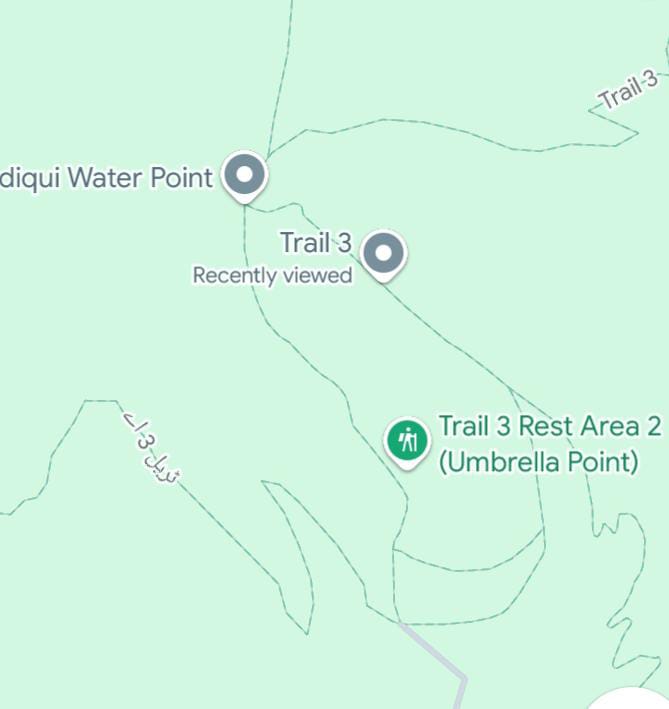 Trail 3
diqui Water Point
Trail 3
Recently viewed
Trail 3 Rest Area 2
(Umbrella Point)
ٹریل 3 اے